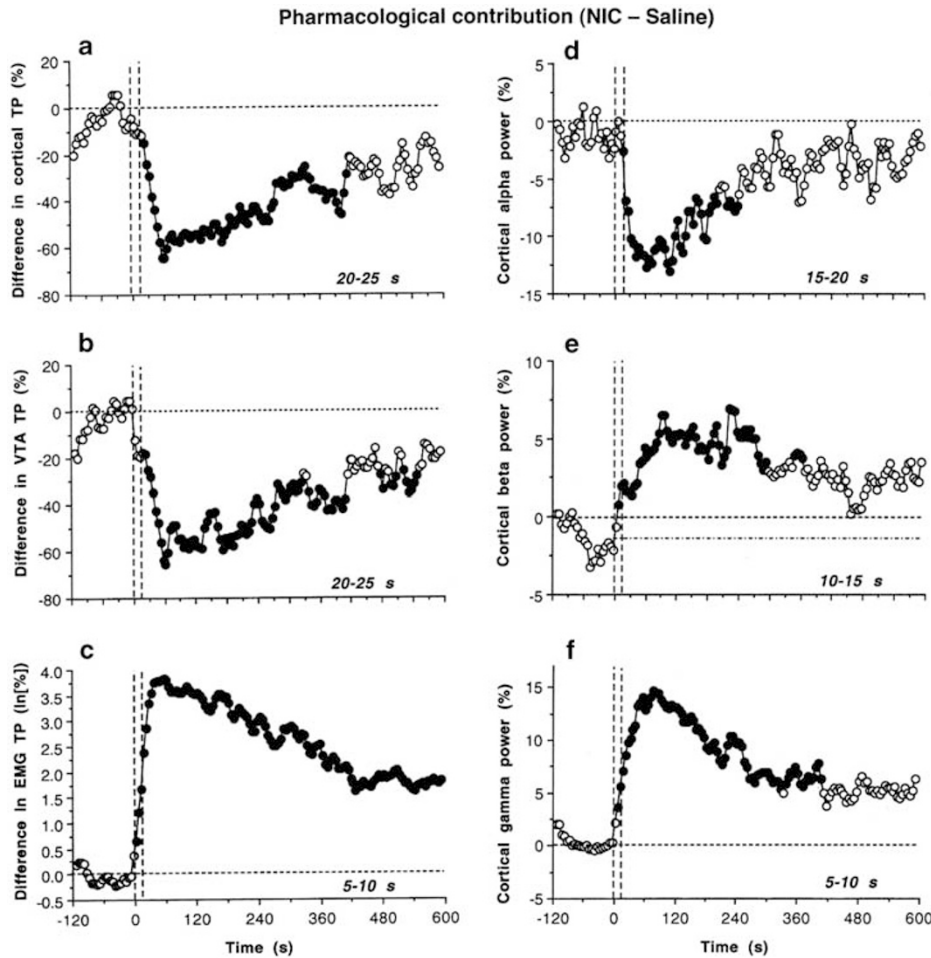 Pharmacological contribution (NIC – Saline)
a
Difference in cortical TP (%)
20
0
-20
-40
-60
-80
20-25 s
b
Difference in VTA TP (%)
20
0
-20
-40
-60
-80
20-25 s
c
Difference ln EMG TP (ln[%])
4.0
3.5
3.0
2.5
2.0
1.5
1.0
0.5
0.0
-0.5
5-10 s
-120 0 120 240 360 480 600
Time (s)
d
Cortical alpha power (%)
5
0
-5
-10
-15
15-20 s
e
Cortical beta power (%)
10
5
0
-5
10-15 s
f
Cortical gamma power (%)
15
10
5
0
-5
5-10 s
-120 0 120 240 360 480 600
Time (s)